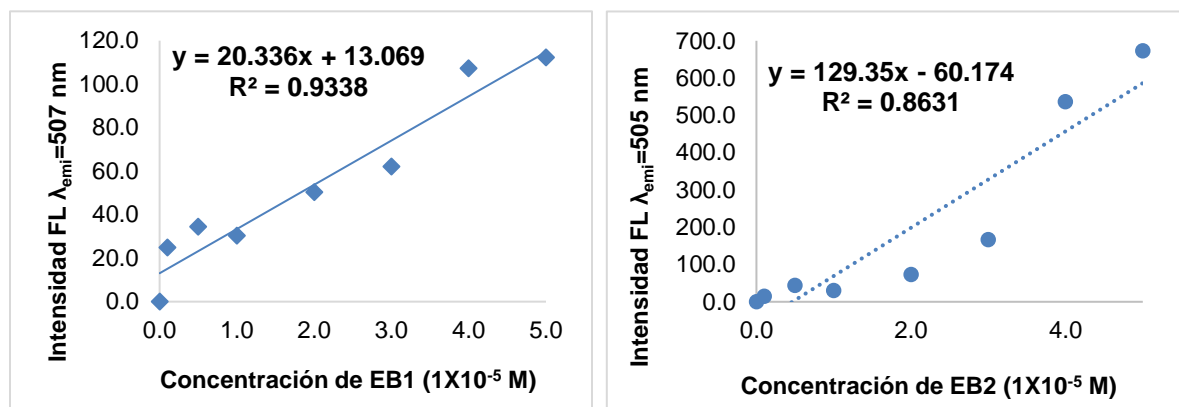 120.0
100.0
80.0
60.0
40.0
20.0
0.0
0.0 1.0 2.0 3.0 4.0 5.0
y = 20.336x + 13.069
R² = 0.9338
Intensidad FL λemi=507 nm
Concentración de EB1 (1X10⁻⁵ M)
700.0
600.0
500.0
400.0
300.0
200.0
100.0
0.0
0.0 2.0 4.0
y = 129.35x - 60.174
R² = 0.8631
Intensidad FL λemi=505 nm
Concentración de EB2 (1X10⁻⁵ M)